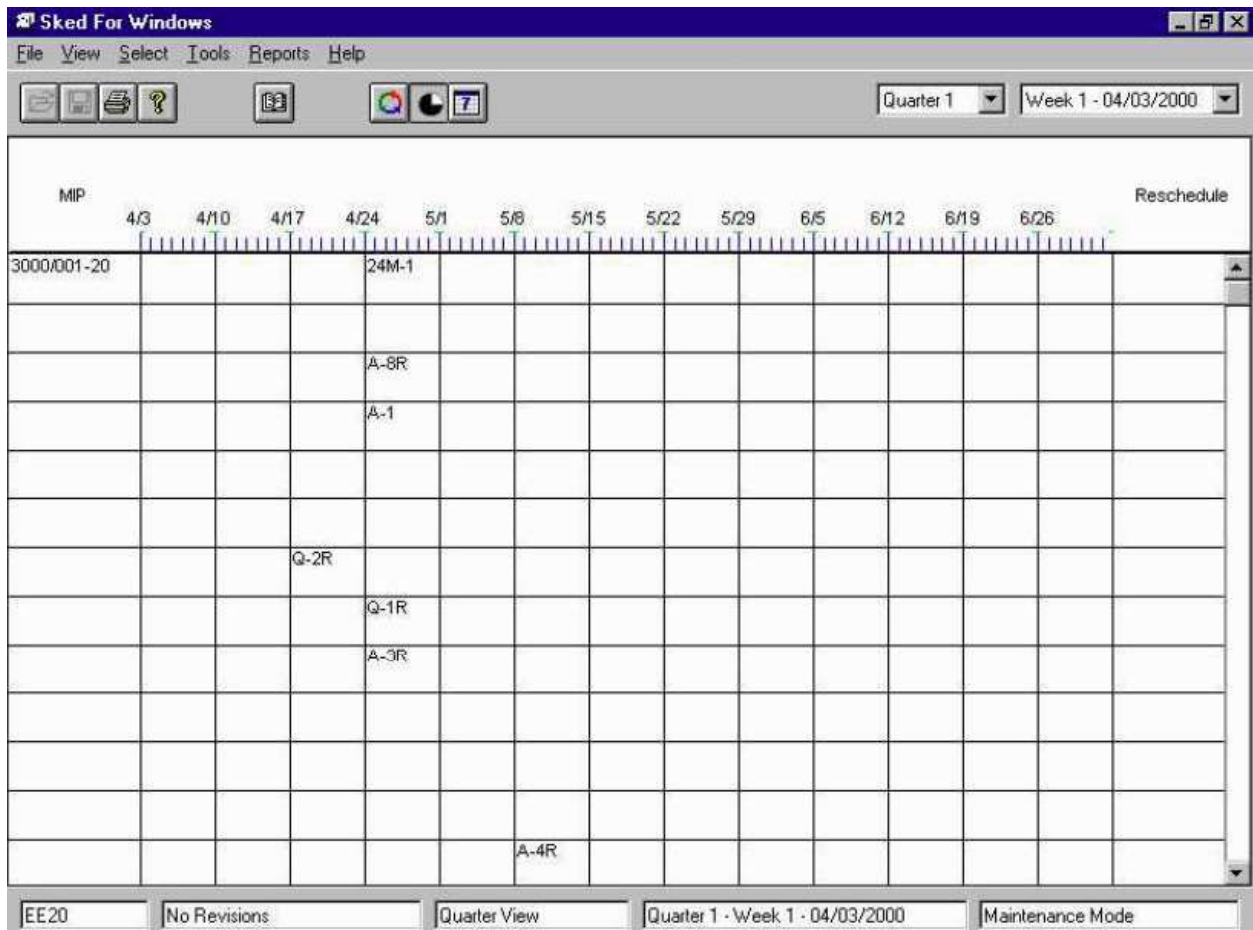 Sked For Windows
File View Select Tools Reports Help
7 Quarter 1 Week 1 - 04/03/2000
MIP
Reschedule
4/3 4/10 4/17 4/24 5/1 5/8 5/15 5/22 5/29 6/5 6/12 6/19 6/26
3000/001-20 24M-1
A-8R
A-1
Q-2R
Q-1R
A-3R
A-4R
EE20 No Revisions Quarter View Quarter 1 - Week 1 - 04/03/2000 Maintenance Mode